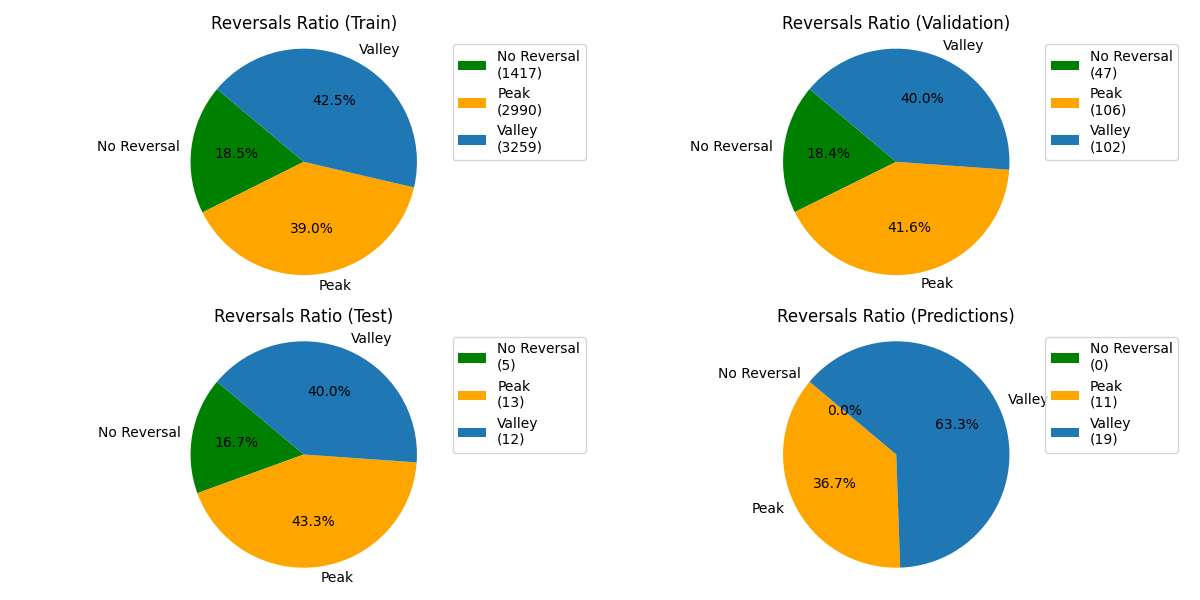 Reversals Ratio (Train)
Valley
42.5%
No Reversal
18.5%
39.0%
Peak
No Reversal
(1417)
Peak
(2990)
Valley
(3259)
Reversals Ratio (Validation)
Valley
40.0%
No Reversal
18.4%
41.6%
Peak
No Reversal
(47)
Peak
(106)
Valley
(102)
Reversals Ratio (Test)
Valley
40.0%
No Reversal
16.7%
43.3%
Peak
No Reversal
(5)
Peak
(13)
Valley
(12)
Reversals Ratio (Predictions)
No Reversal
0.0%
Valley
63.3%
36.7%
Peak
No Reversal
(0)
Peak
(11)
Valley
(19)